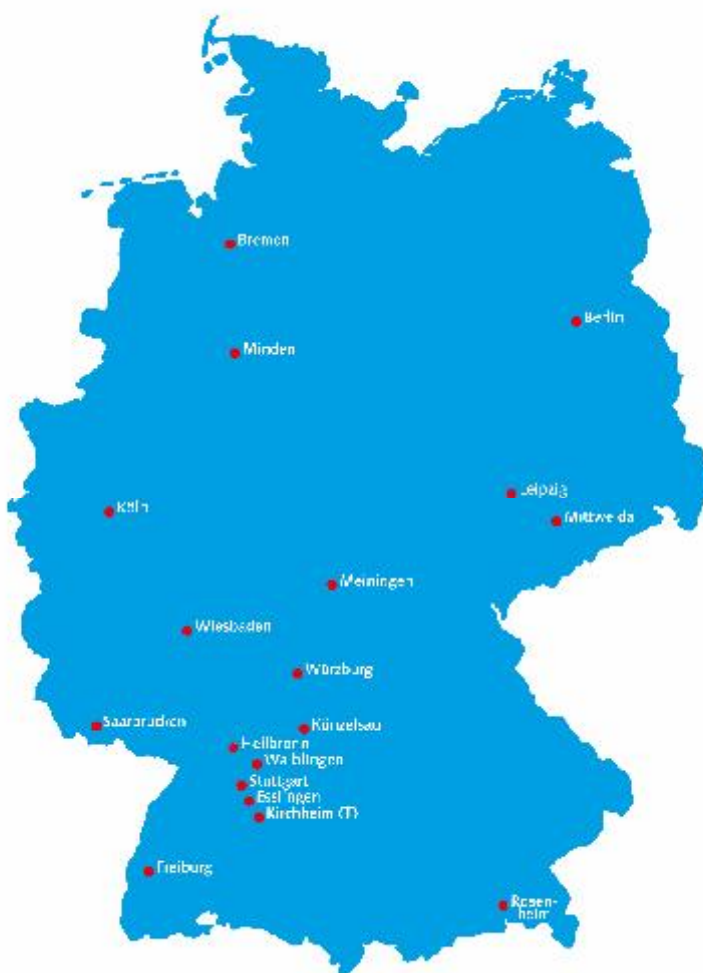 Bremen
Berlin
Minden
Leipzig
Köln
Mittweida
Meiningen
Wiesbaden
Würzburg
Saarbrücken
Künzelsau
Heilbronn
Waiblingen
Stuttgart
Esslingen
Kirchheim (T)
Freiburg
Rosen-
heim